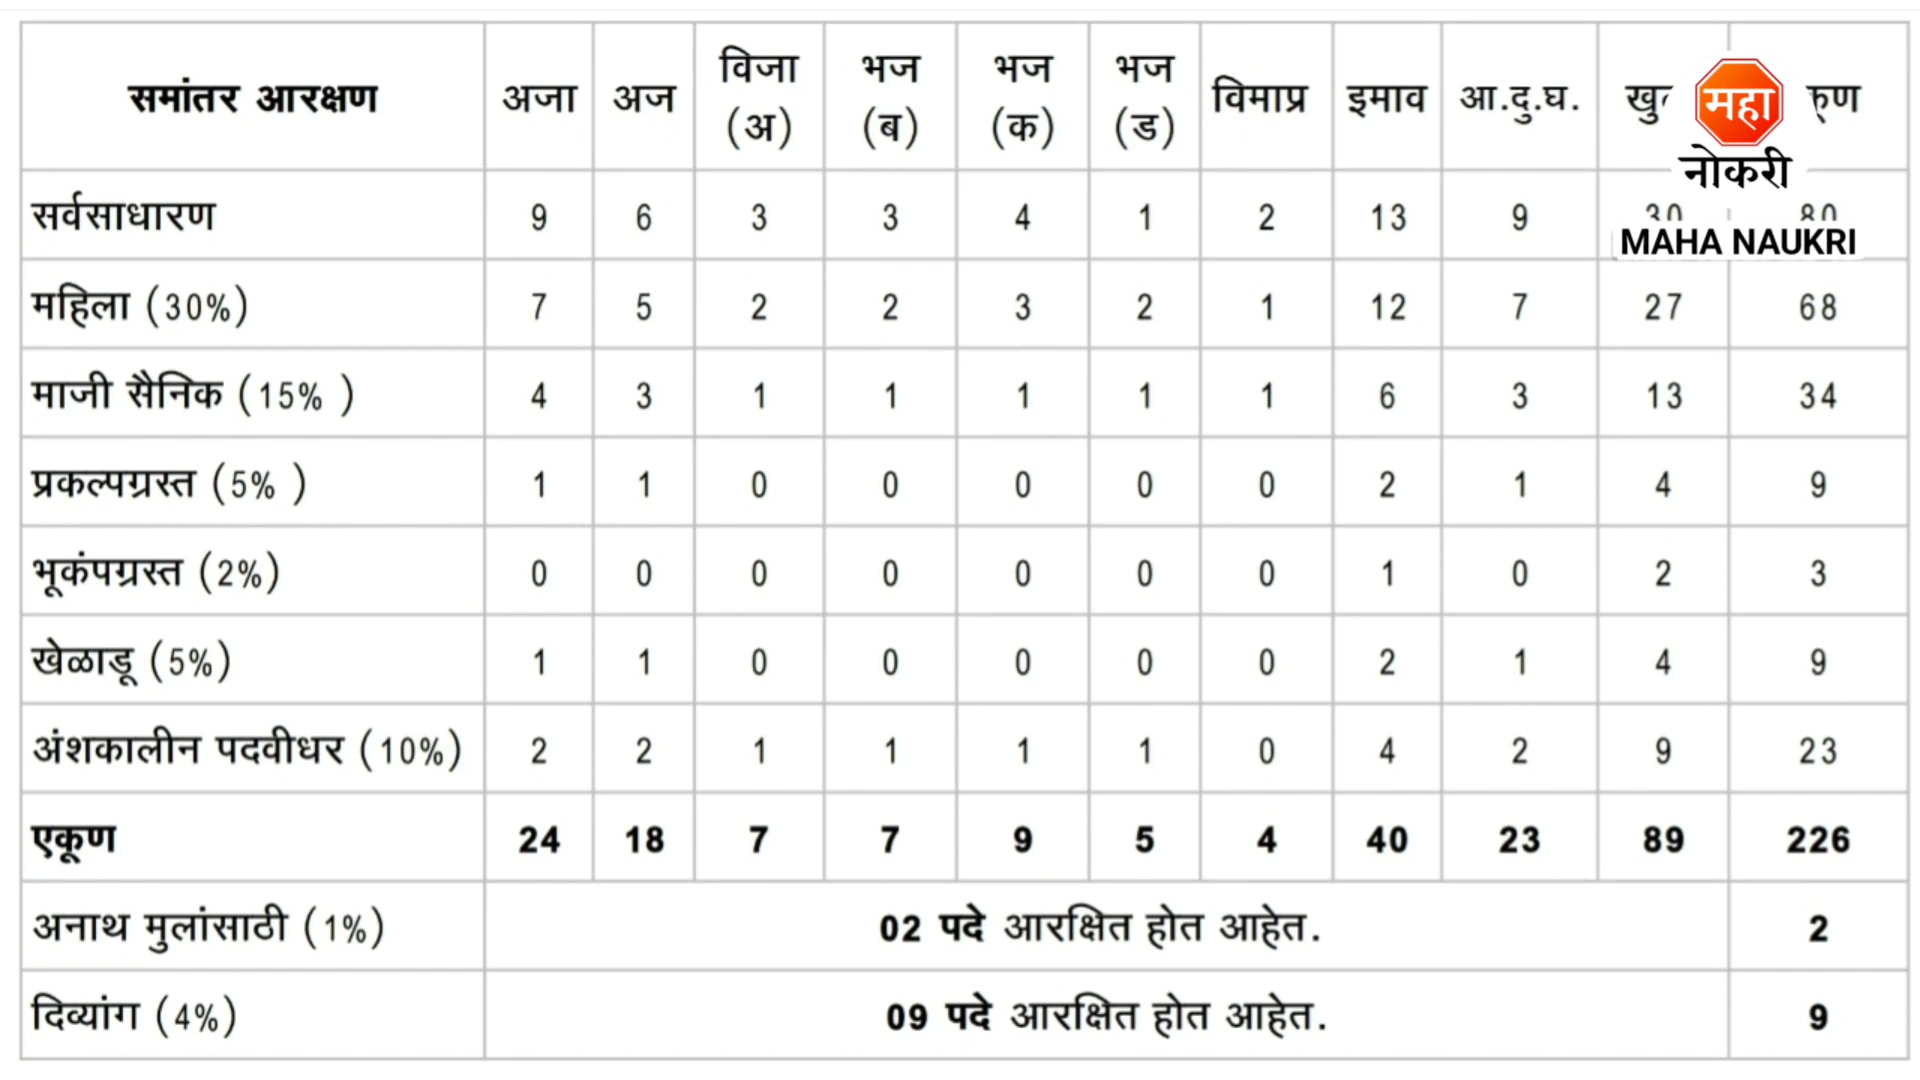 समांतर आरक्षण अजा अज विजा (अ) भज (ब) भज (क) भज (ड) विमाप्र इमाव आ.दु.घ.
महा
नोकरी
MAHA NAUKRI
सर्वसाधारण 9 6 3 3 4 1 2 13 9 30 80
महिला (30%) 7 5 2 2 3 2 1 12 7 27 68
माजी सैनिक (15% ) 4 3 1 1 1 1 1 6 3 13 34
प्रकल्पग्रस्त (5% ) 1 1 0 0 0 0 0 2 1 4 9
भूकंपग्रस्त (2%) 0 0 0 0 0 0 0 1 0 2 3
खेळाडू (5%) 1 1 0 0 0 0 0 2 1 4 9
अंशकालीन पदवीधर (10%) 2 2 1 1 1 1 0 4 2 9 23
एकूण 24 18 7 7 9 5 4 40 23 89 226
अनाथ मुलांसाठी (1%) 02 पदे आरक्षित होत आहेत. 2
दिव्यांग (4%) 09 पदे आरक्षित होत आहेत. 9